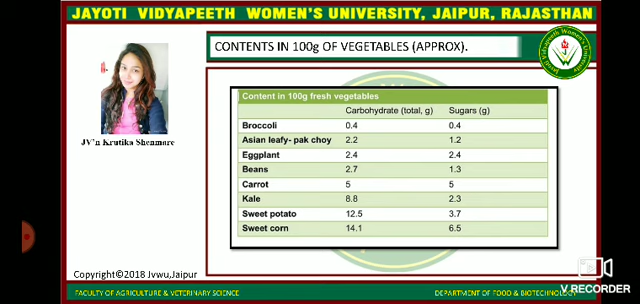 JAYOTI VIDYAPEETH WOMEN'S UNIVERSITY, JAIPUR, RAJASTHAN
CONTENTS IN 100g OF VEGETABLES (APPROX).
JV'n Krutika Shenmare
Content in 100g fresh vegetables
Carbohydrate (total, g) Sugars (g)
Broccoli 0.4 0.4
Asian leafy- pak choy 2.2 1.2
Eggplant 2.4 2.4
Beans 2.7 1.3
Carrot 5 5
Kale 8.8 2.3
Sweet potato 12.5 3.7
Sweet corn 14.1 6.5
Copyright©2018 Jvwu,Jaipur
V RECORDER
FACULTY OF AGRICULTURE & VETERINARY SCIENCE DEPARTMENT OF FOOD & BIOTECHNOLOGY